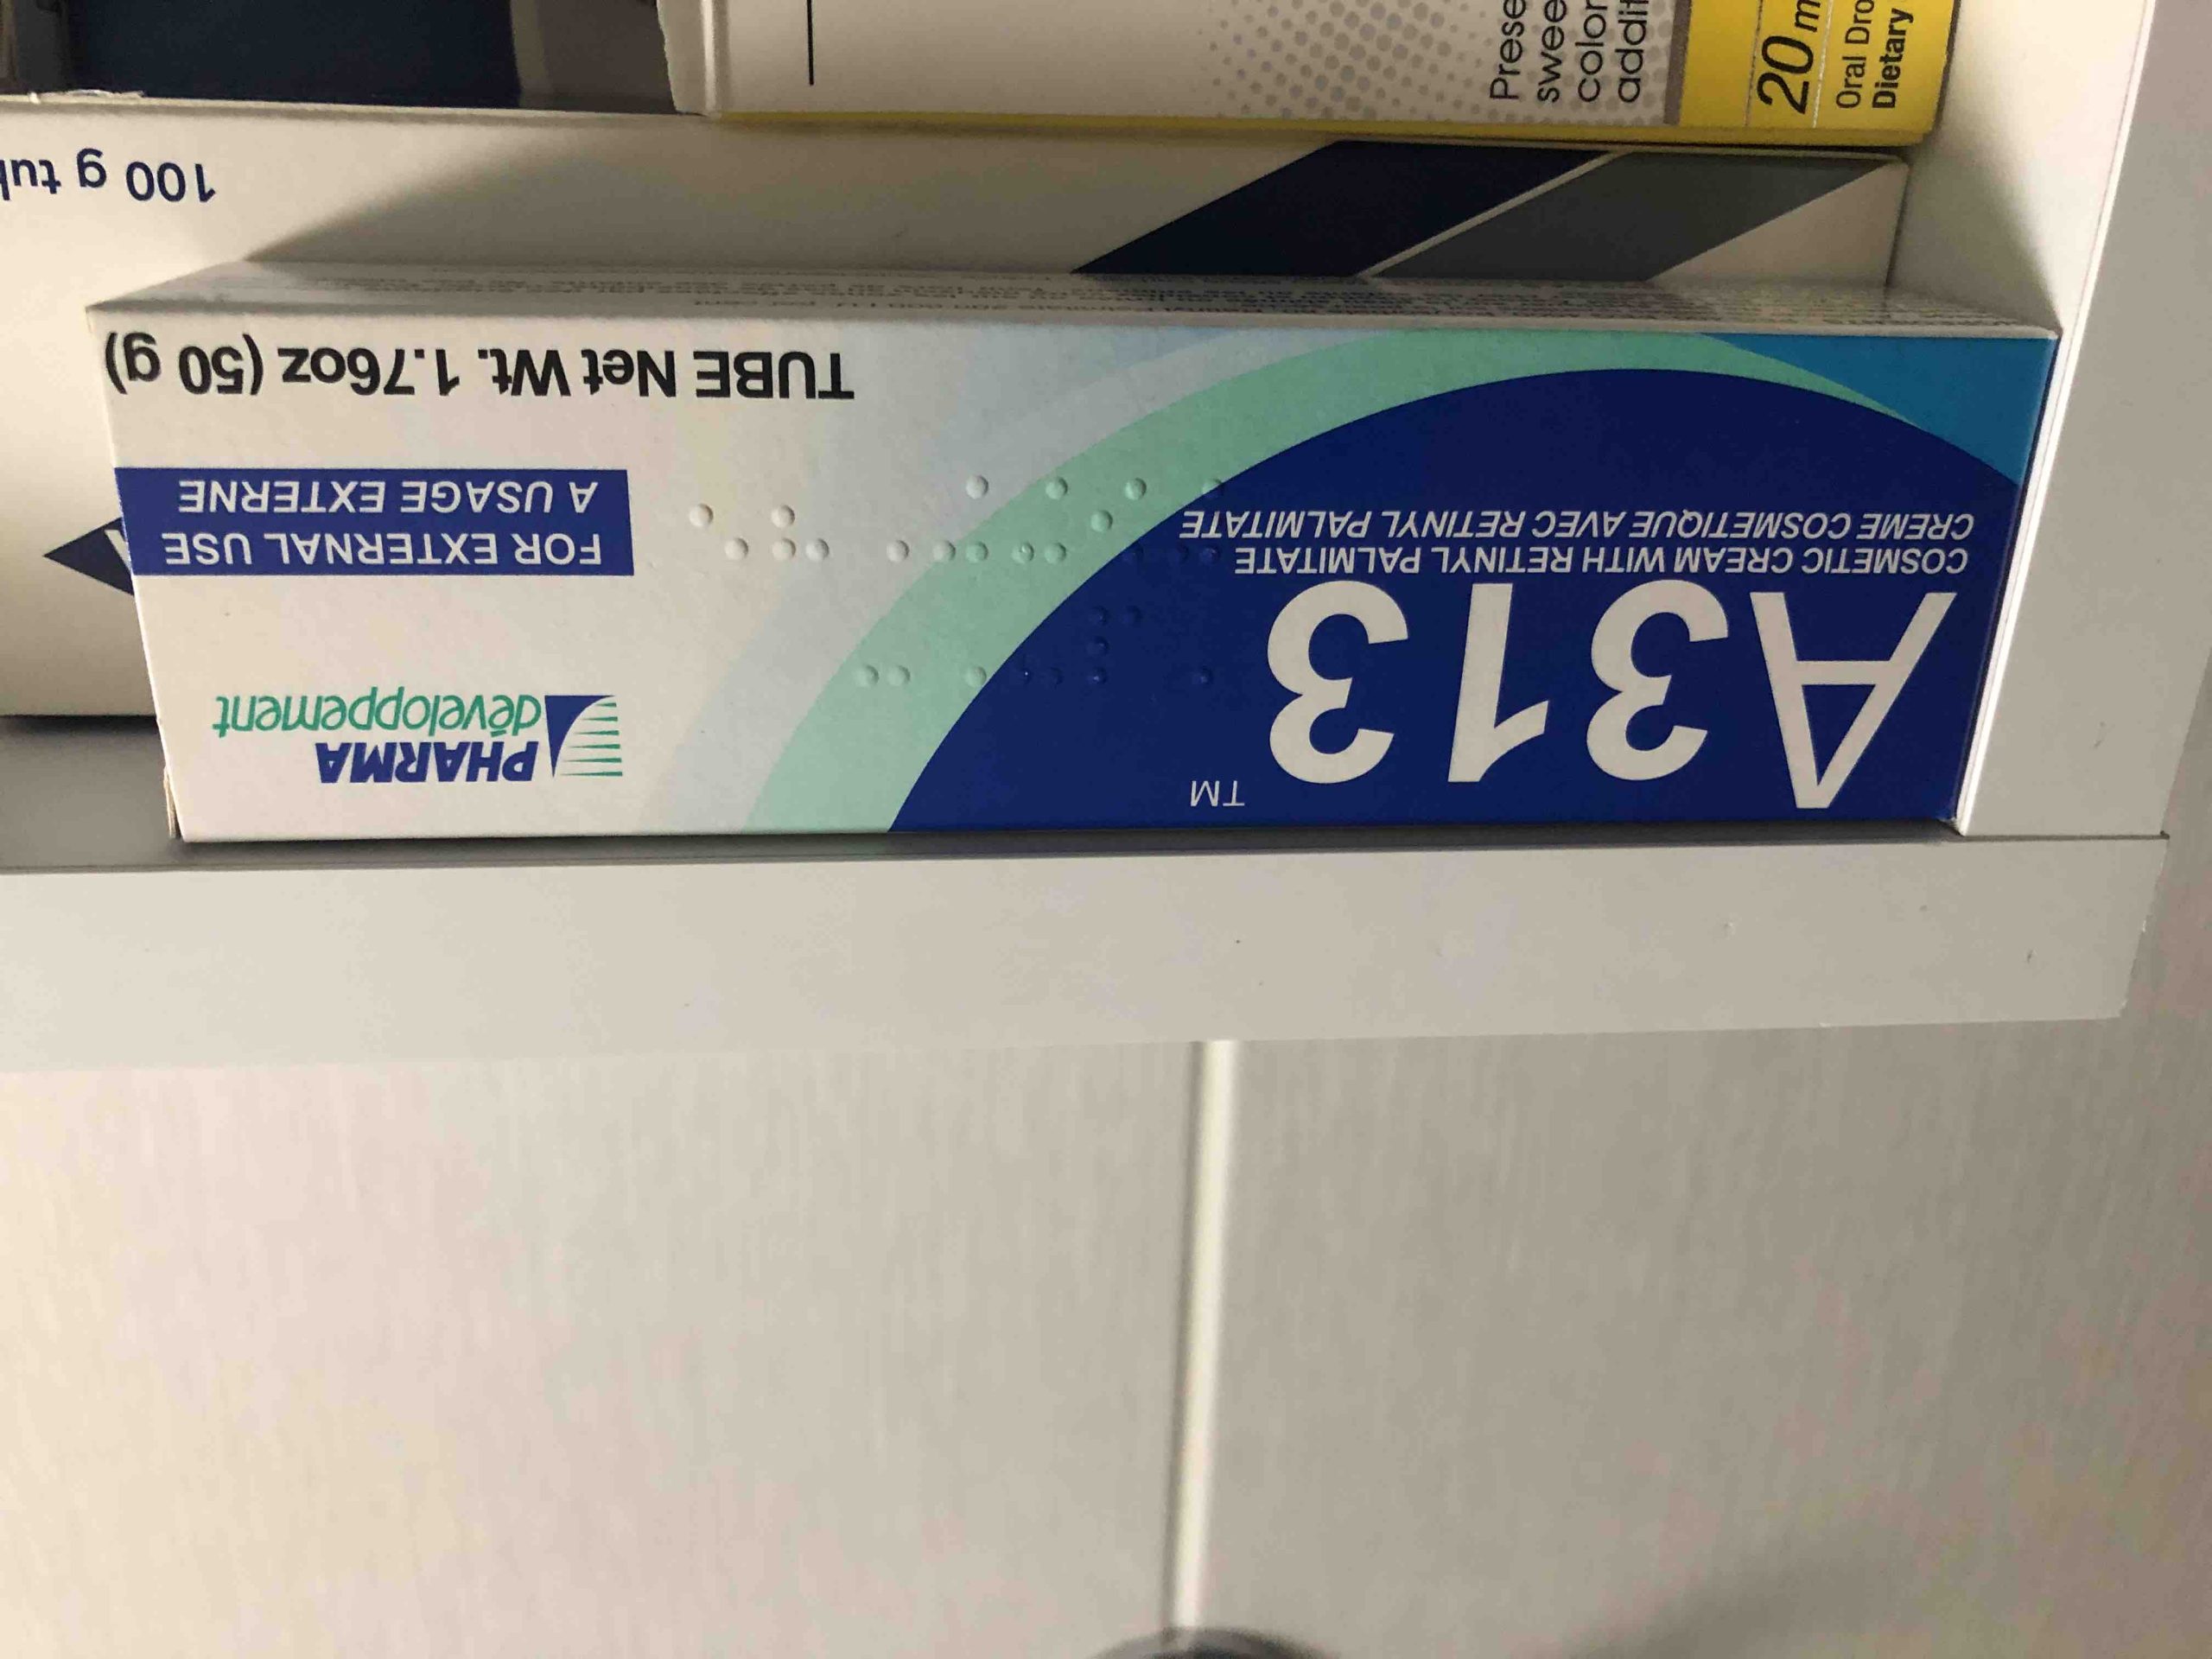 A313
TM
COSMETIC CREAM WITH RETINYL PALMITATE
CREME COSMETIQUE AVEC RETINYL PALMITATE
PHARMA
développement
FOR EXTERNAL USE
A USAGE EXTERNE
TUBE Net Wt. 1.76oz (50 g)
100 g
20
Oral
Dietary